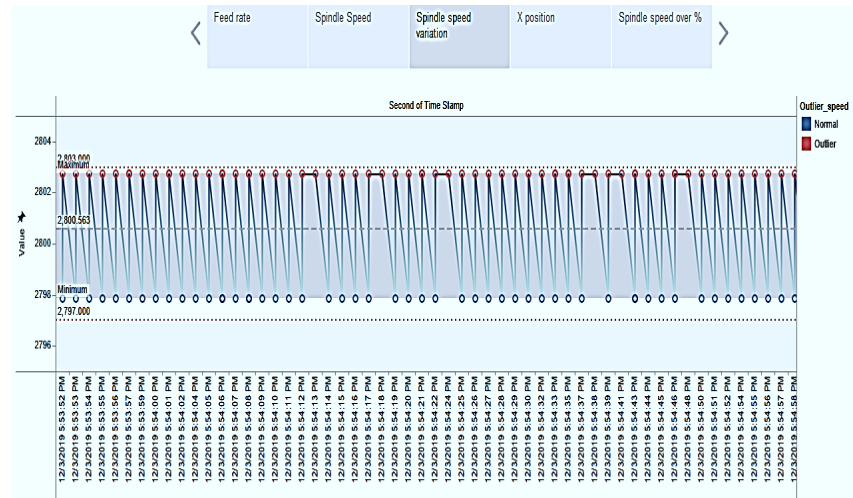 Feed rate
Spindle Speed
Spindle speed
variation
X position
Spindle speed over %
Second of Time Stamp
Outlier_speed
Normal
Outlier
Value
2804
2802
2800
2798
2796
2,803.000
Maximum
2,800.563
Minimum
2,797.000
12/3/2019 5:53:52 PM
12/3/2019 5:53:53 PM
12/3/2019 5:53:54 PM
12/3/2019 5:53:55 PM
12/3/2019 5:53:56 PM
12/3/2019 5:53:57 PM
12/3/2019 5:53:59 PM
12/3/2019 5:54:00 PM
12/3/2019 5:54:01 PM
12/3/2019 5:54:02 PM
12/3/2019 5:54:04 PM
12/3/2019 5:54:05 PM
12/3/2019 5:54:06 PM
12/3/2019 5:54:07 PM
12/3/2019 5:54:08 PM
12/3/2019 5:54:09 PM
12/3/2019 5:54:10 PM
12/3/2019 5:54:11 PM
12/3/2019 5:54:12 PM
12/3/2019 5:54:13 PM
12/3/2019 5:54:14 PM
12/3/2019 5:54:15 PM
12/3/2019 5:54:16 PM
12/3/2019 5:54:17 PM
12/3/2019 5:54:18 PM
12/3/2019 5:54:19 PM
12/3/2019 5:54:20 PM
12/3/2019 5:54:21 PM
12/3/2019 5:54:22 PM
12/3/2019 5:54:24 PM
12/3/2019 5:54:25 PM
12/3/2019 5:54:26 PM
12/3/2019 5:54:27 PM
12/3/2019 5:54:28 PM
12/3/2019 5:54:29 PM
12/3/2019 5:54:30 PM
12/3/2019 5:54:32 PM
12/3/2019 5:54:33 PM
12/3/2019 5:54:35 PM
12/3/2019 5:54:37 PM
12/3/2019 5:54:38 PM
12/3/2019 5:54:39 PM
12/3/2019 5:54:41 PM
12/3/2019 5:54:43 PM
12/3/2019 5:54:44 PM
12/3/2019 5:54:45 PM
12/3/2019 5:54:46 PM
12/3/2019 5:54:48 PM
12/3/2019 5:54:50 PM
12/3/2019 5:54:51 PM
12/3/2019 5:54:52 PM
12/3/2019 5:54:54 PM
12/3/2019 5:54:55 PM
12/3/2019 5:54:56 PM
12/3/2019 5:54:57 PM
12/3/2019 5:54:58 PM